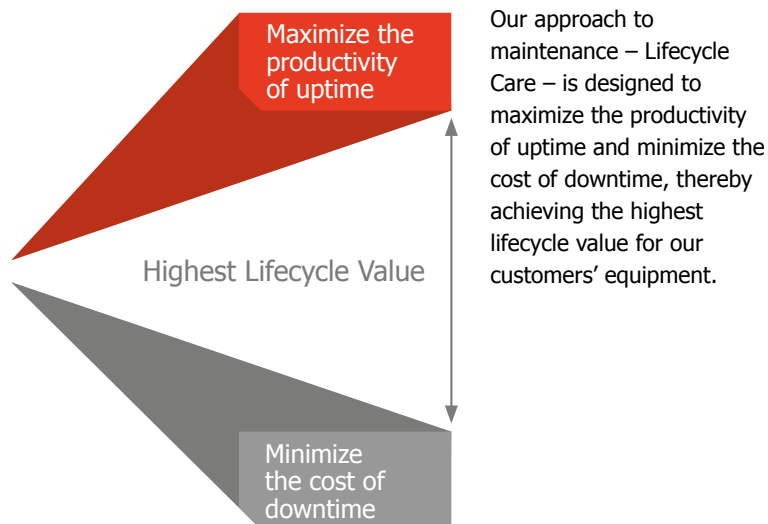 Maximize the
productivity
of uptime
Our approach to
maintenance – Lifecycle
Care – is designed to
maximize the productivity
of uptime and minimize the
cost of downtime, thereby
achieving the highest
lifecycle value for our
customers’ equipment.
Highest Lifecycle Value
Minimize
the cost of
downtime